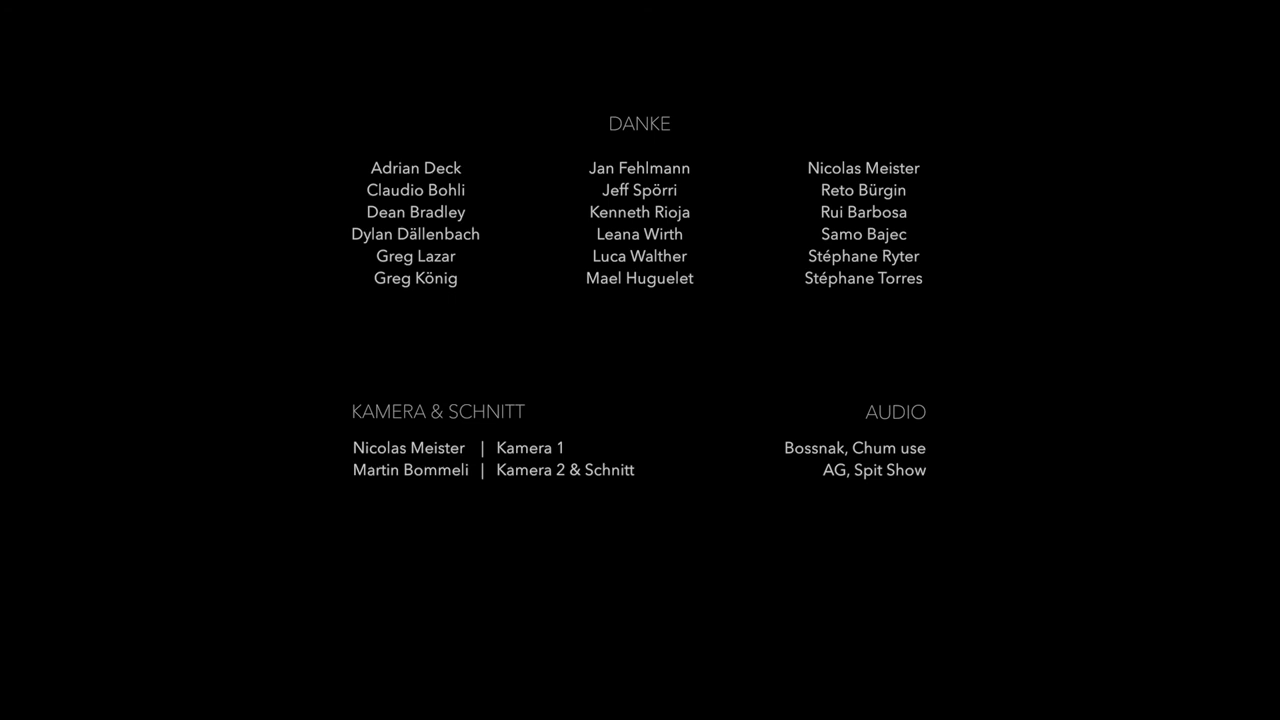 DANKE
Adrian Deck
Claudio Bohli
Dean Bradley
Dylan Dällenbach
Greg Lazar
Greg König
Jan Fehlmann
Jeff Spörri
Kenneth Rioja
Leana Wirth
Luca Walther
Mael Huguelet
Nicolas Meister
Reto Bürgin
Rui Barbosa
Samo Bajec
Stéphane Ryter
Stéphane Torres
KAMERA & SCHNITT
Nicolas Meister | Kamera 1
Martin Bommeli | Kamera 2 & Schnitt
AUDIO
Bossnak, Chum use
AG, Spit Show